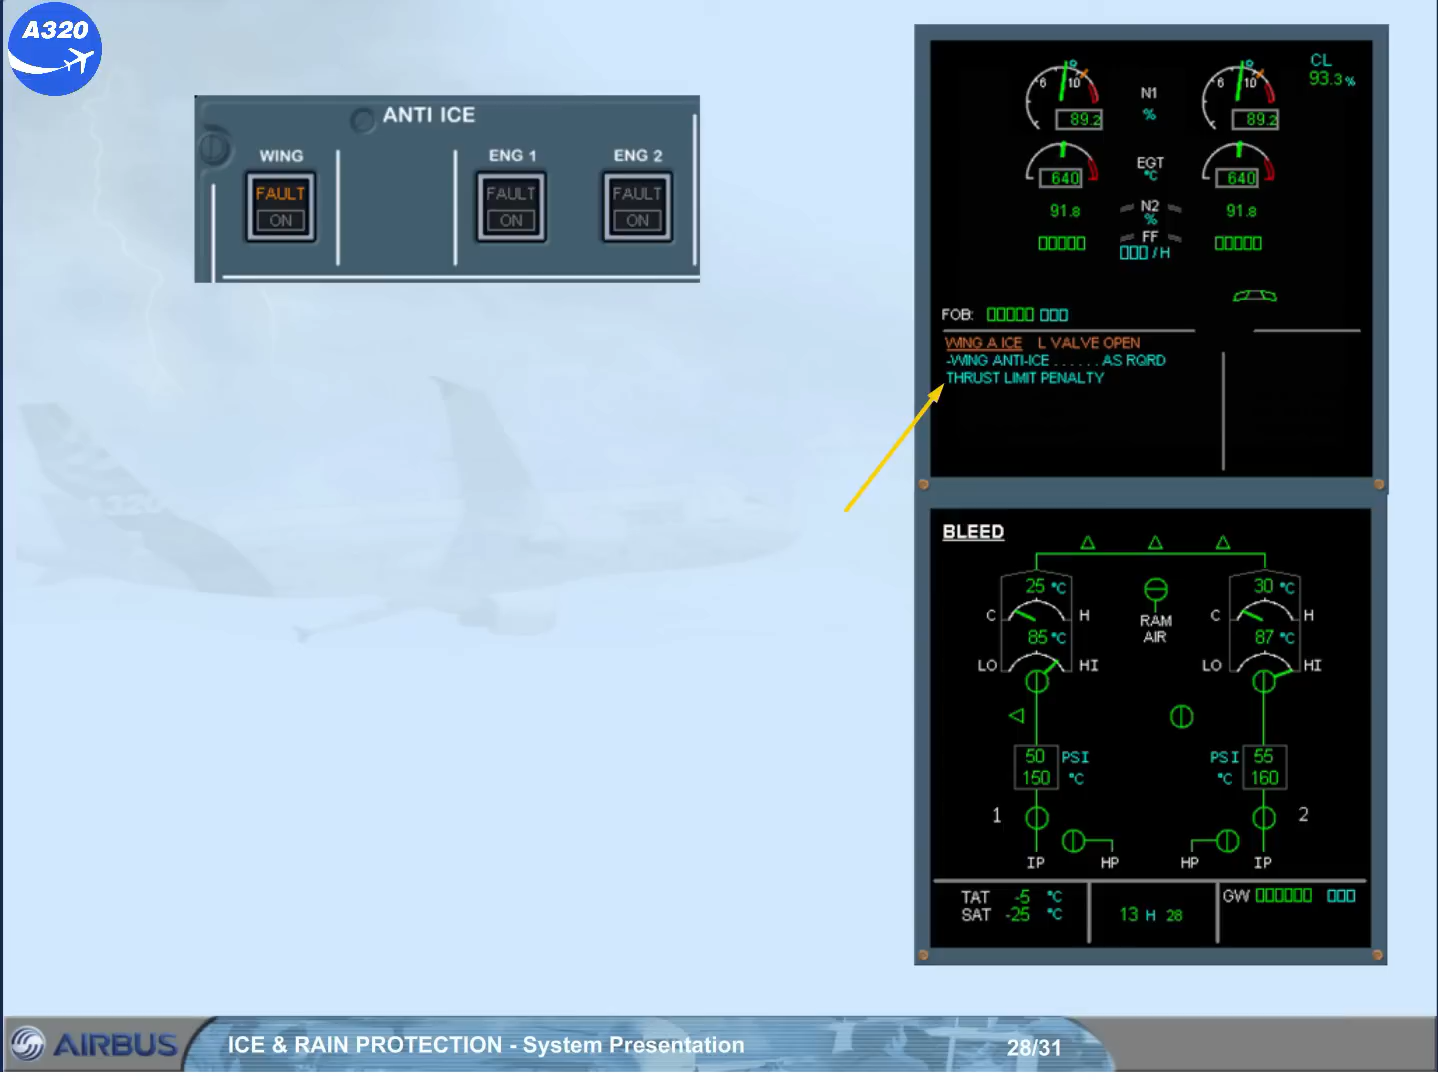 A320
ANTI ICE
WING
ENG 1
ENG 2
FAULT
ON
FAULT
ON
FAULT
ON
CL
93.3 %
6
10
6
10
N1
%
89.2
89.2
EGT
°C
640
640
N2
%
91.8
91.8
FF
/H
FOB:
WING A ICE L VALVE OPEN
-WING ANTI-ICE ...... AS RQRD
THRUST LIMIT PENALTY
BLEED
25 °C
30 °C
C H
C H
RAM
AIR
85 °C
87 °C
LO HI
LO HI
50 PSI
PSI 55
150 °C
°C 160
1
2
IP HP
HP IP
TAT -5 °C
SAT -25 °C
13 H 28
GW
AIRBUS
ICE & RAIN PROTECTION - System Presentation
28/31